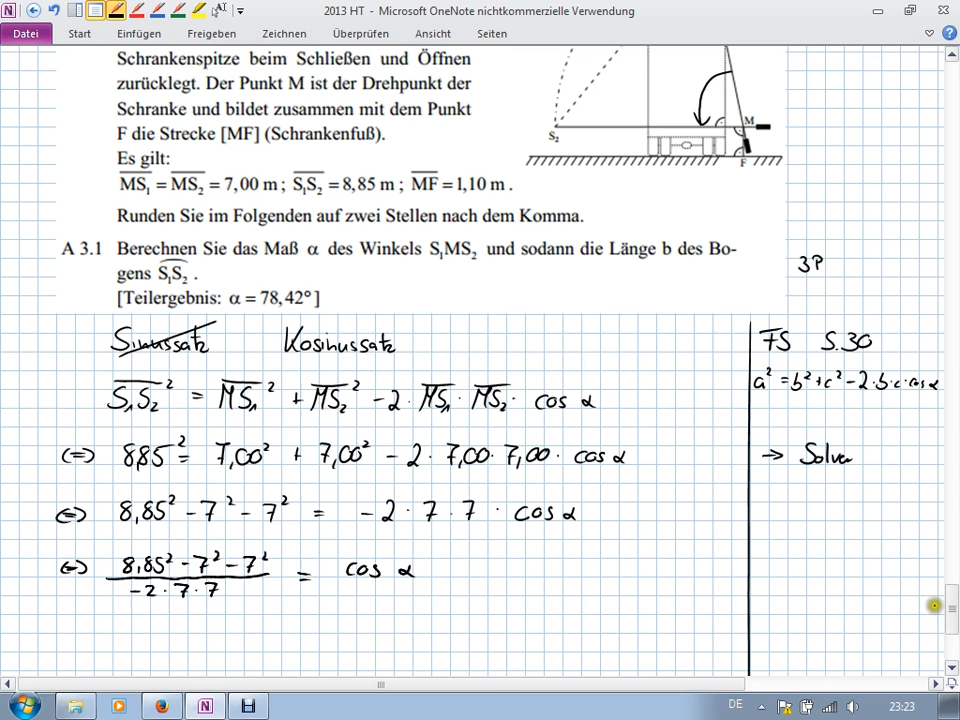 2013 HT - Microsoft OneNote nichtkommerzielle Verwendung
Datei Start Einfügen Freigeben Zeichnen Überprüfen Ansicht Seiten
Schrankenspitze beim Schließen und Öffnen
zurücklegt. Der Punkt M ist der Drehpunkt der
Schranke und bildet zusammen mit dem Punkt
F die Strecke [MF] (Schrankenfuß).
Es gilt:
MS₁ = MS₂ = 7,00 m ; S₁S₂ = 8,85 m ; MF = 1,10 m .
S₂ M
F
Runden Sie im Folgenden auf zwei Stellen nach dem Komma.
A 3.1 Berechnen Sie das Maß α des Winkels S₁MS₂ und sodann die Länge b des Bo-
gens S₁S₂ .
[Teilergebnis: α = 78,42° ]
3P
Sinussatz Kosinussatz
S₁S₂² = MS₁² + MS₂² - 2 · MS₁ · MS₂ · cos α
⇔ 8,85² = 7,00² + 7,00² - 2 · 7,00 · 7,00 · cos α
⇔ 8,85² - 7² - 7² = - 2 · 7 · 7 · cos α
⇔ 8,85² - 7² - 7² / -2 · 7 · 7 = cos α
FS S.30
a² = b² + c² - 2 · b · c · cos α
→ Solver
DE 23:23